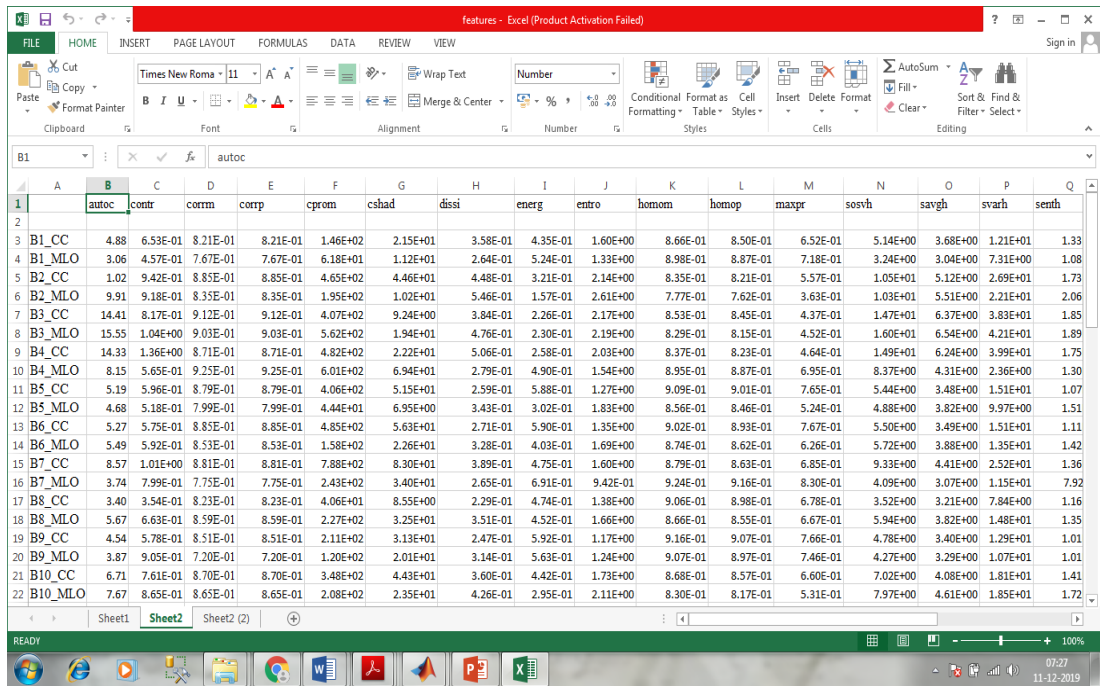 features - Excel (Product Activation Failed)
FILE HOME INSERT PAGE LAYOUT FORMULAS DATA REVIEW VIEW Sign in
Cut
Copy
Format Painter
Paste
Clipboard
Times New Roma 11
B I U
Font
Wrap Text
Merge & Center
Alignment
Number
% ,
Number
Conditional Formatting
Format as Table
Cell Styles
Styles
Insert Delete Format
Cells
AutoSum
Fill
Clear
Sort & Filter
Find & Select
Editing
B1 fx autoc
A B C D E F G H I J K L M N O P Q
1 autoc contr corrm corrp cprom cshad dissi energ entro homom homop maxpr sosvh savgh svarh senth
2
3 B1_CC 4.88 6.53E-01 8.21E-01 8.21E-01 1.46E+02 2.15E+01 3.58E-01 4.35E-01 1.60E+00 8.66E-01 8.50E-01 6.52E-01 5.14E+00 3.68E+00 1.21E+01 1.33
4 B1_MLO 3.06 4.57E-01 7.67E-01 7.67E-01 6.18E+01 1.12E+01 2.64E-01 5.24E-01 1.33E+00 8.98E-01 8.87E-01 7.18E-01 3.24E+00 3.04E+00 7.31E+00 1.08
5 B2_CC 1.02 9.42E-01 8.85E-01 8.85E-01 4.65E+02 4.46E+01 4.48E-01 3.21E-01 2.14E+00 8.35E-01 8.21E-01 5.57E-01 1.05E+01 5.12E+00 2.69E+01 1.73
6 B2_MLO 9.91 9.18E-01 8.35E-01 8.35E-01 1.95E+02 1.02E+01 5.46E-01 1.57E-01 2.61E+00 7.77E-01 7.62E-01 3.63E-01 1.03E+01 5.51E+00 2.21E+01 2.06
7 B3_CC 14.41 8.17E-01 9.12E-01 9.12E-01 4.07E+02 9.24E+00 3.84E-01 2.26E-01 2.17E+00 8.53E-01 8.45E-01 4.37E-01 1.47E+01 6.37E+00 3.83E+01 1.85
8 B3_MLO 15.55 1.04E+00 9.03E-01 9.03E-01 5.62E+02 1.94E+01 4.76E-01 2.30E-01 2.19E+00 8.29E-01 8.15E-01 4.52E-01 1.60E+01 6.54E+00 4.21E+01 1.89
9 B4_CC 14.33 1.36E+00 8.71E-01 8.71E-01 4.82E+02 2.22E+01 5.06E-01 2.58E-01 2.03E+00 8.37E-01 8.23E-01 4.64E-01 1.49E+01 6.24E+00 3.99E+01 1.75
10 B4_MLO 8.15 5.65E-01 9.25E-01 9.25E-01 6.01E+02 6.94E+01 2.79E-01 4.90E-01 1.54E+00 8.95E-01 8.87E-01 6.95E-01 8.37E+00 4.31E+00 2.36E+00 1.30
11 B5_CC 5.19 5.96E-01 8.79E-01 8.79E-01 4.06E+02 5.15E+01 2.59E-01 5.88E-01 1.27E+00 9.09E-01 9.01E-01 7.65E-01 5.44E+00 3.48E+00 1.51E+01 1.07
12 B5_MLO 4.68 5.18E-01 7.99E-01 7.99E-01 4.44E+01 6.95E+00 3.43E-01 3.02E-01 1.83E+00 8.56E-01 8.46E-01 5.24E-01 4.88E+00 3.82E+00 9.97E+00 1.51
13 B6_CC 5.27 5.75E-01 8.85E-01 8.85E-01 4.85E+02 5.63E+01 2.71E-01 5.90E-01 1.35E+00 9.02E-01 8.93E-01 7.67E-01 5.50E+00 3.49E+00 1.51E+01 1.11
14 B6_MLO 5.49 5.92E-01 8.53E-01 8.53E-01 1.58E+02 2.26E+01 3.28E-01 4.03E-01 1.69E+00 8.74E-01 8.62E-01 6.26E-01 5.72E+00 3.88E+00 1.35E+01 1.42
15 B7_CC 8.57 1.01E+00 8.81E-01 8.81E-01 7.88E+02 8.30E+01 3.89E-01 4.75E-01 1.60E+00 8.79E-01 8.63E-01 6.85E-01 9.33E+00 4.41E+00 2.52E+01 1.36
16 B7_MLO 3.74 7.99E-01 7.75E-01 7.75E-01 2.43E+02 3.40E+01 2.65E-01 6.91E-01 9.42E-01 9.24E-01 9.16E-01 8.30E-01 4.09E+00 3.07E+00 1.15E+01 7.92
17 B8_CC 3.40 3.54E-01 8.23E-01 8.23E-01 4.06E+01 8.55E+00 2.29E-01 4.74E-01 1.38E+00 9.06E-01 8.98E-01 6.78E-01 3.52E+00 3.21E+00 7.84E+00 1.16
18 B8_MLO 5.67 6.63E-01 8.59E-01 8.59E-01 2.27E+02 3.25E+01 3.51E-01 4.52E-01 1.66E+00 8.66E-01 8.55E-01 6.67E-01 5.94E+00 3.82E+00 1.48E+01 1.35
19 B9_CC 4.54 5.78E-01 8.51E-01 8.51E-01 2.11E+02 3.13E+01 2.47E-01 5.92E-01 1.17E+00 9.16E-01 9.07E-01 7.66E-01 4.78E+00 3.40E+00 1.29E+01 1.01
20 B9_MLO 3.87 9.05E-01 7.20E-01 7.20E-01 1.20E+02 2.01E+01 3.14E-01 5.63E-01 1.24E+00 9.07E-01 8.97E-01 7.46E-01 4.27E+00 3.29E+00 1.07E+01 1.01
21 B10_CC 6.71 7.61E-01 8.70E-01 8.70E-01 3.48E+02 4.43E+01 3.60E-01 4.42E-01 1.73E+00 8.68E-01 8.57E-01 6.60E-01 7.02E+00 4.08E+00 1.81E+01 1.41
22 B10_MLO 7.67 8.65E-01 8.65E-01 8.65E-01 2.08E+02 2.35E+01 4.26E-01 2.95E-01 2.11E+00 8.30E-01 8.17E-01 5.31E-01 7.97E+00 4.61E+00 1.85E+01 1.72
Sheet1 Sheet2 Sheet2 (2)
READY 100%
07:27
11-12-2019